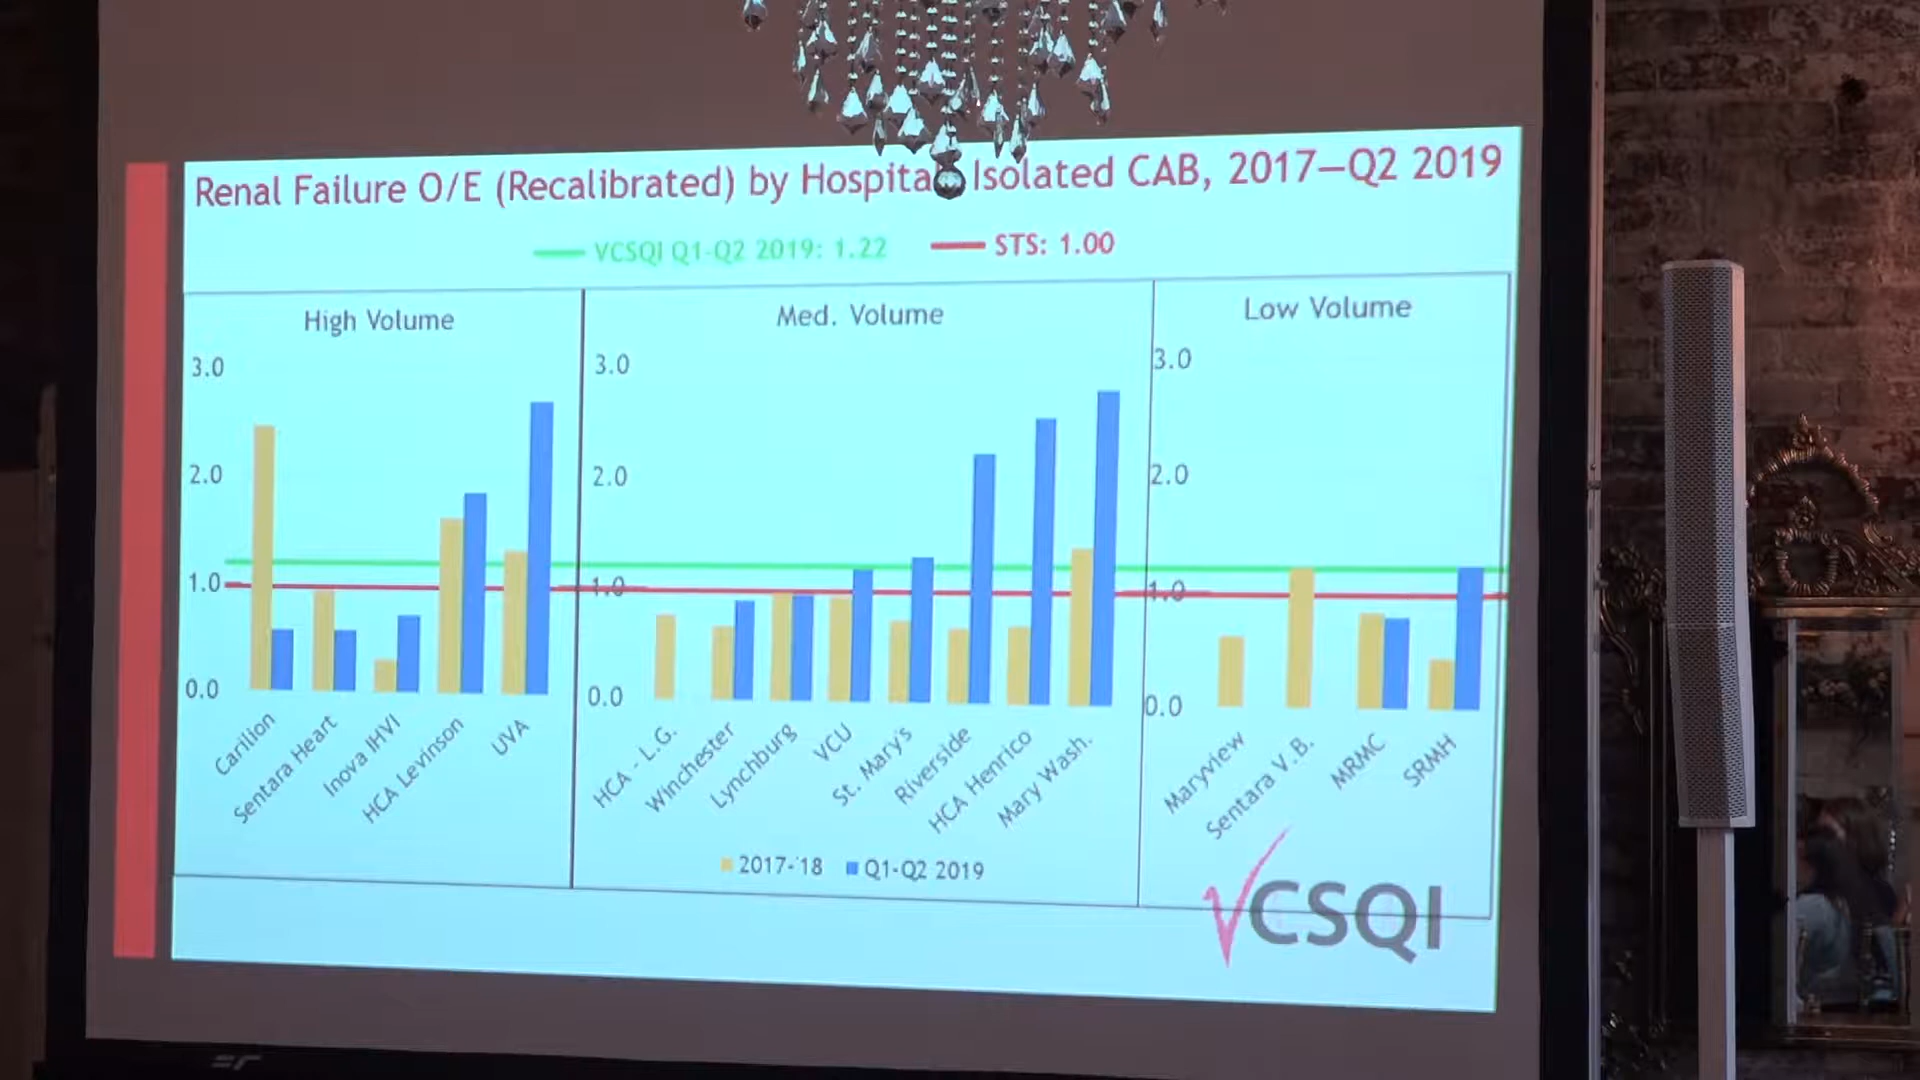 Renal Failure O/E (Recalibrated) by Hospita Isolated CAB, 2017—Q2 2019
VCSQI Q1-Q2 2019: 1.22 STS: 1.00
High Volume
3.0
2.0
1.0
0.0
Carilion
Sentara Heart
Inova IHVI
HCA Levinson
UVA
Med. Volume
3.0
2.0
1.0
0.0
HCA - L.G.
Winchester
Lynchburg
VCU
St. Mary's
Riverside
HCA Henrico
Mary Wash.
Low Volume
3.0
2.0
1.0
0.0
Maryview
Sentara V.B.
MRMC
SRMH
2017-'18 Q1-Q2 2019
VCSQI